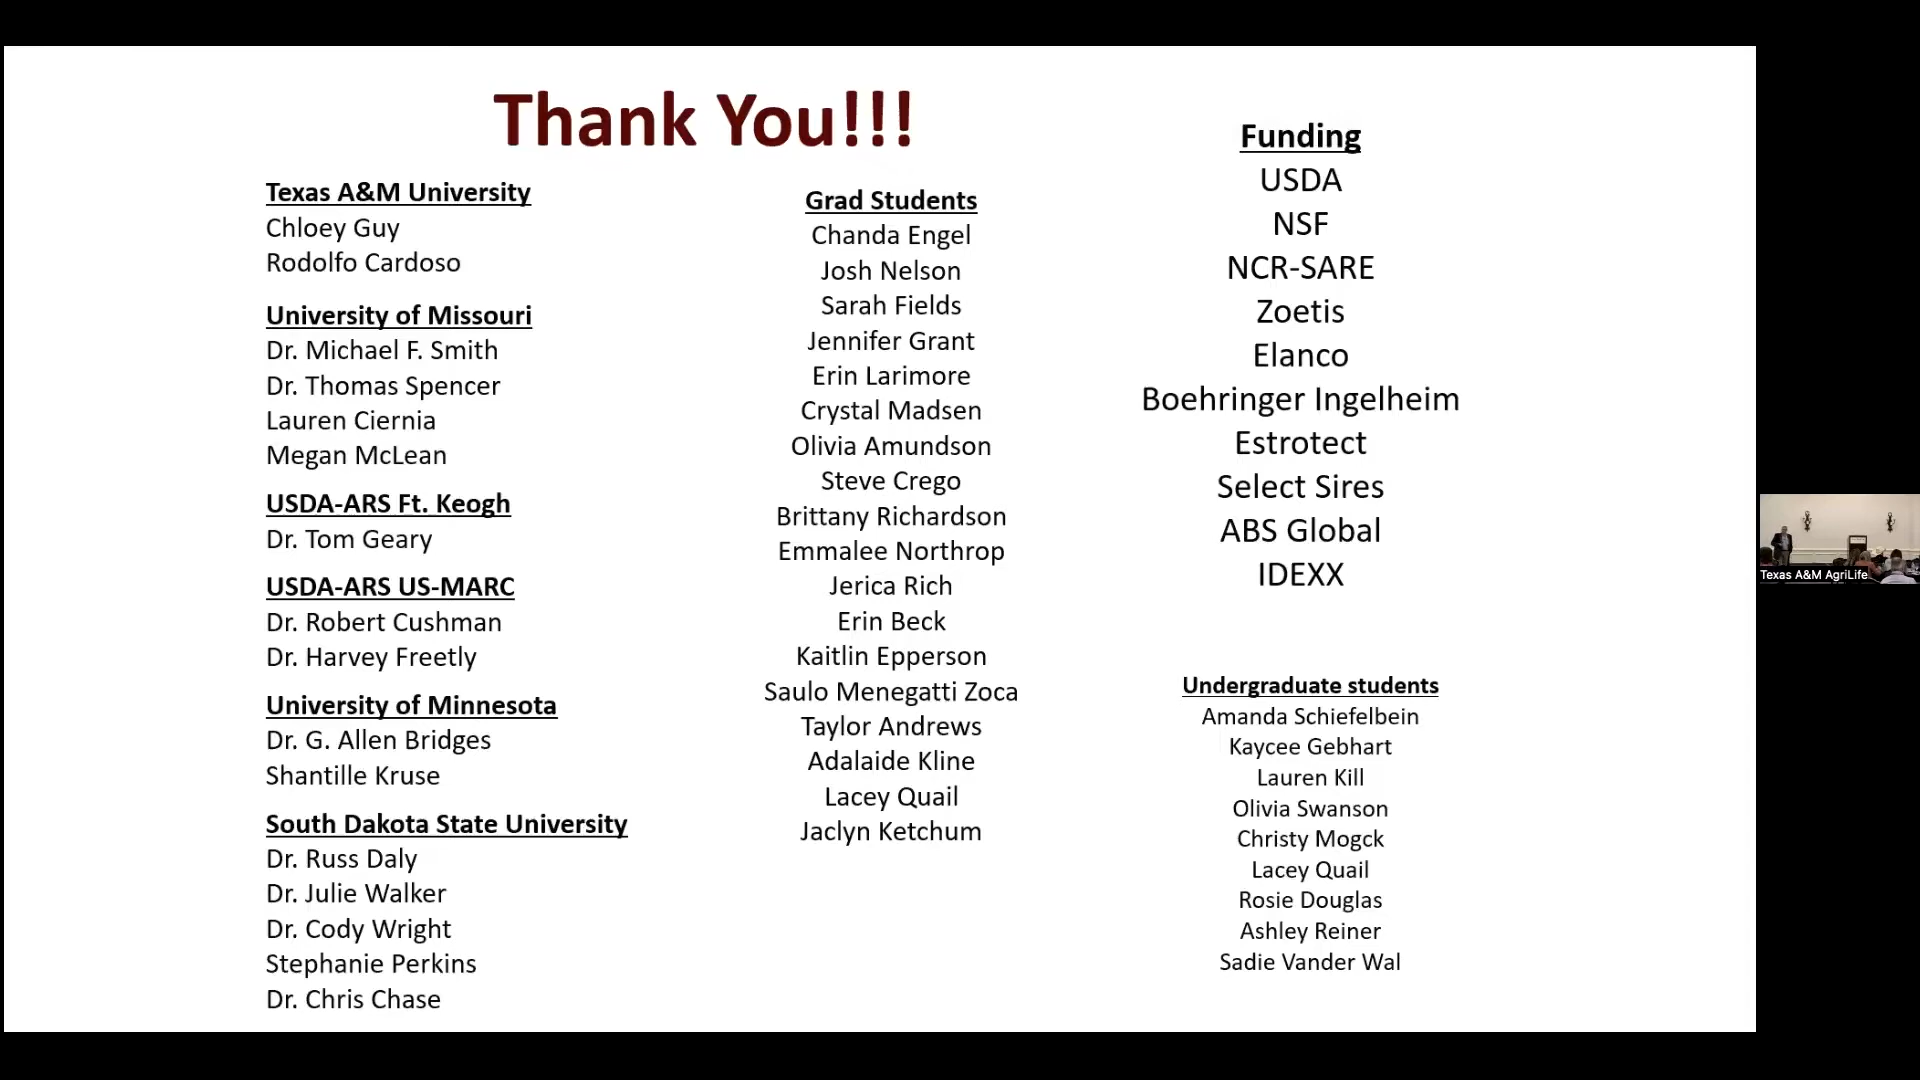 Thank You!!!
Texas A&M University
Chloey Guy
Rodolfo Cardoso
University of Missouri
Dr. Michael F. Smith
Dr. Thomas Spencer
Lauren Ciernia
Megan McLean
USDA-ARS Ft. Keogh
Dr. Tom Geary
USDA-ARS US-MARC
Dr. Robert Cushman
Dr. Harvey Freetly
University of Minnesota
Dr. G. Allen Bridges
Shantille Kruse
South Dakota State University
Dr. Russ Daly
Dr. Julie Walker
Dr. Cody Wright
Stephanie Perkins
Dr. Chris Chase
Grad Students
Chanda Engel
Josh Nelson
Sarah Fields
Jennifer Grant
Erin Larimore
Crystal Madsen
Olivia Amundson
Steve Crego
Brittany Richardson
Emmalee Northrop
Jerica Rich
Erin Beck
Kaitlin Epperson
Saulo Menegatti Zoca
Taylor Andrews
Adalaide Kline
Lacey Quail
Jaclyn Ketchum
Funding
USDA
NSF
NCR-SARE
Zoetis
Elanco
Boehringer Ingelheim
Estrotect
Select Sires
ABS Global
IDEXX
Undergraduate students
Amanda Schiefelbein
Kaycee Gebhart
Lauren Kill
Olivia Swanson
Christy Mogck
Lacey Quail
Rosie Douglas
Ashley Reiner
Sadie Vander Wal
Texas A&M AgriLife